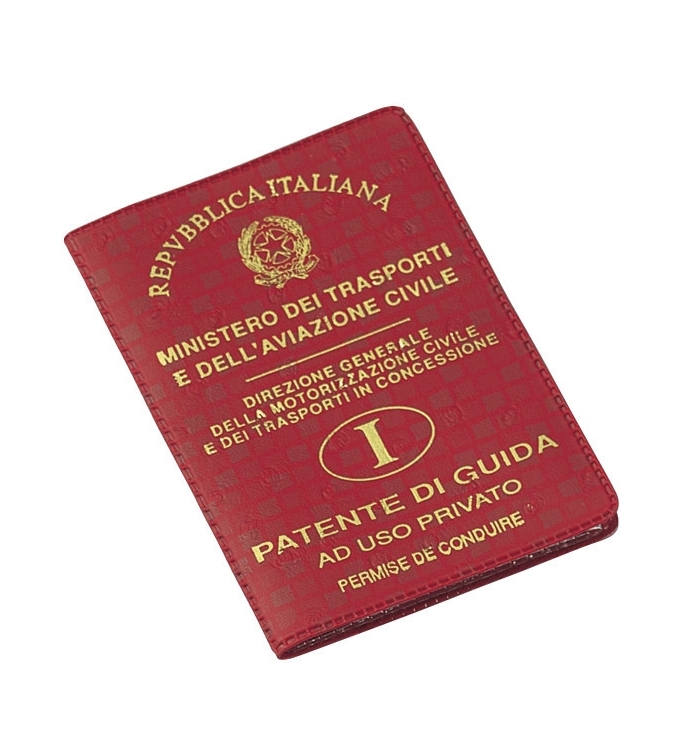 REPVBBLICA ITALIANA
MINISTERO DEI TRASPORTI
E DELL'AVIAZIONE CIVILE
DIREZIONE GENERALE
DELLA MOTORIZZAZIONE CIVILE
E DEI TRASPORTI IN CONCESSIONE
I
PATENTE DI GUIDA
AD USO PRIVATO
PERMISE DE CONDUIRE